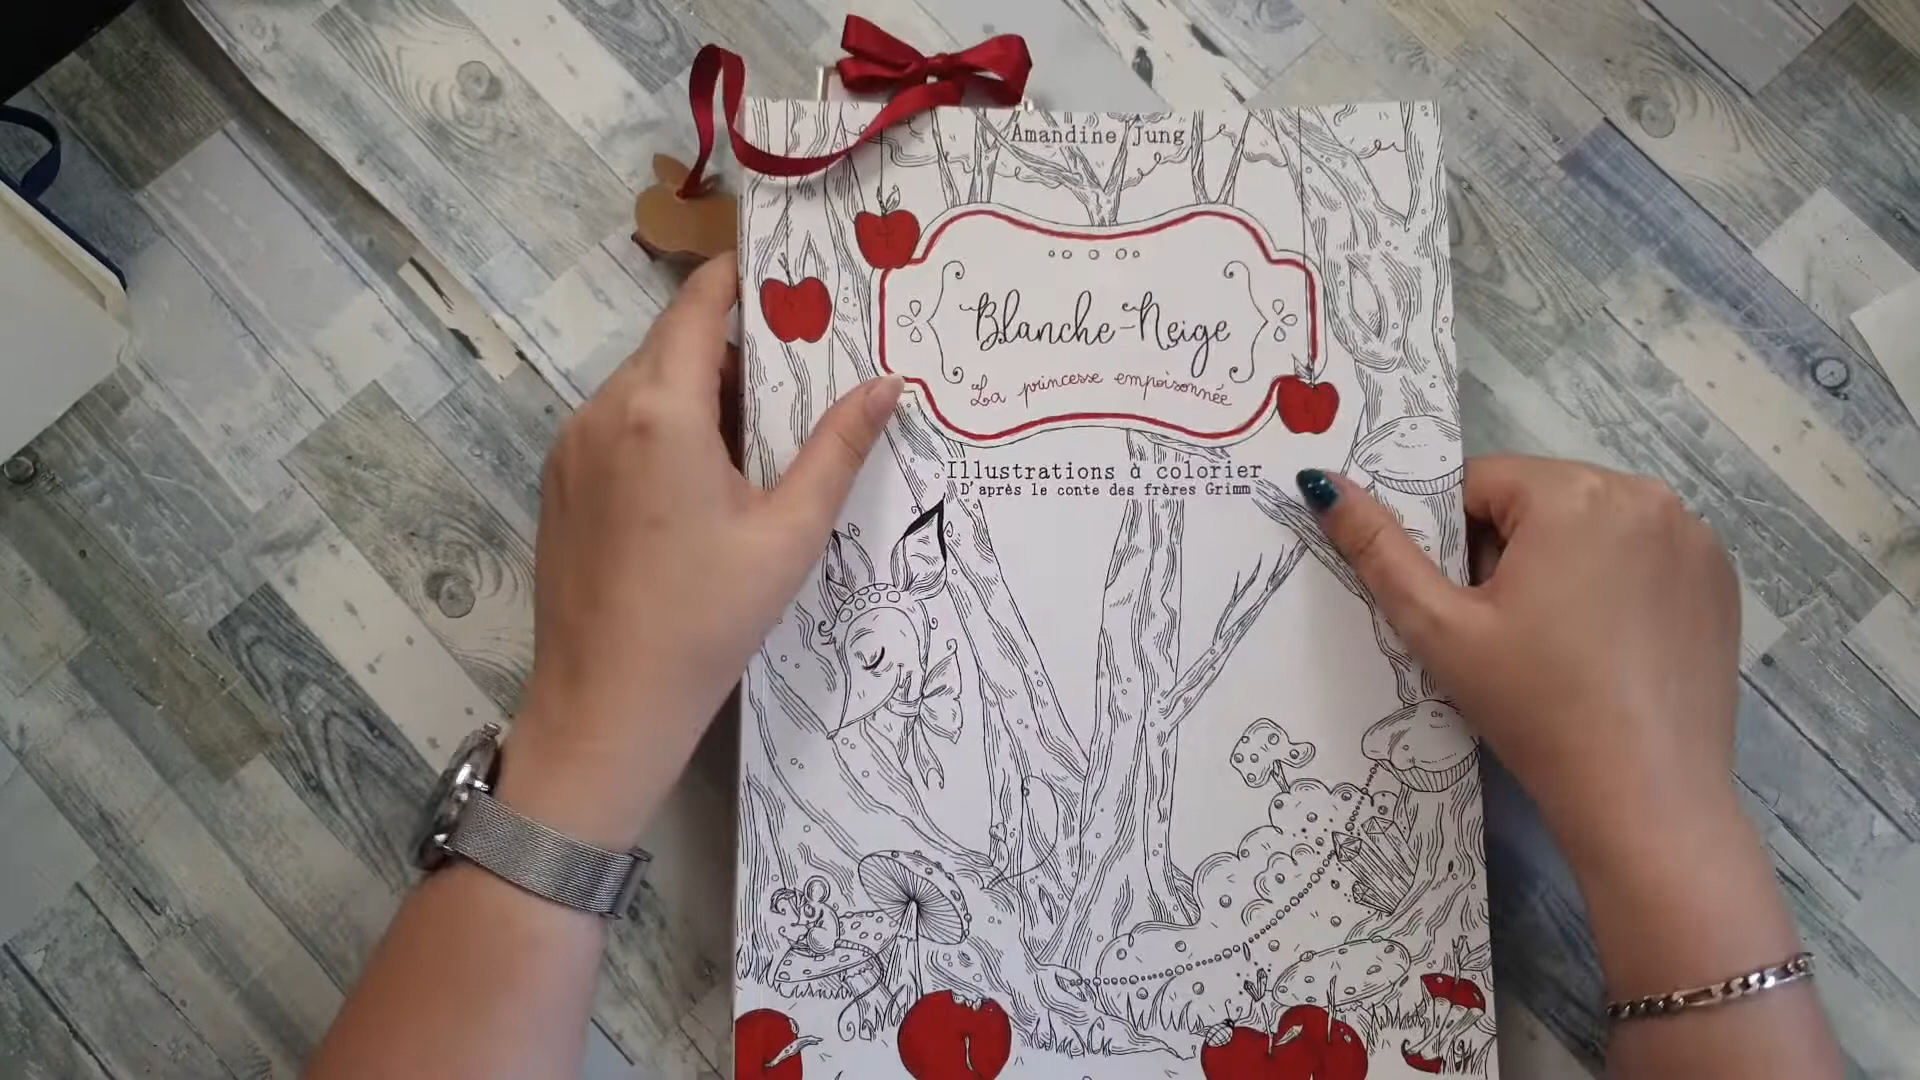 Amandine Jung
Blanche-Neige
La princesse empoisonnée
Illustrations à colorier
D'après le conte des frères Grimm